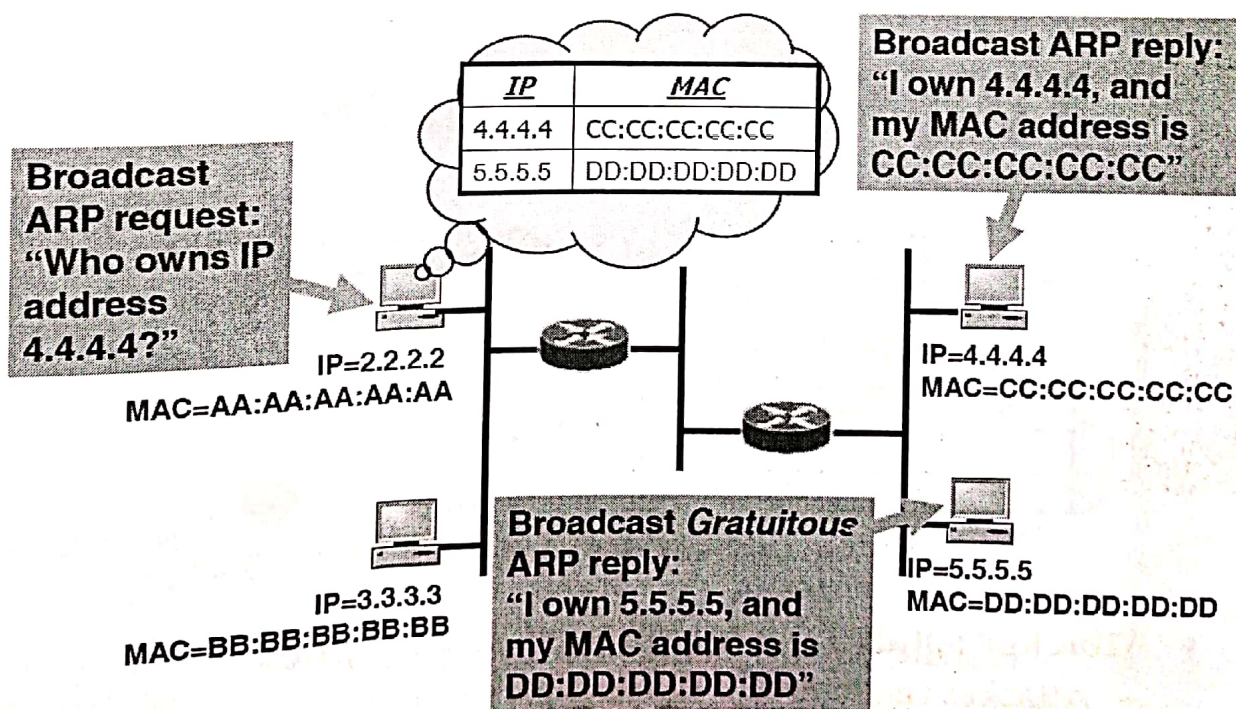 IP MAC
4.4.4.4 CC:CC:CC:CC:CC
5.5.5.5 DD:DD:DD:DD:DD
Broadcast ARP reply:
“I own 4.4.4.4, and
my MAC address is
CC:CC:CC:CC:CC”
Broadcast
ARP request:
“Who owns IP
address
4.4.4.4?”
IP=2.2.2.2
MAC=AA:AA:AA:AA:AA
IP=4.4.4.4
MAC=CC:CC:CC:CC:CC
IP=3.3.3.3
MAC=BB:BB:BB:BB:BB
Broadcast Gratuitous
ARP reply:
“I own 5.5.5.5, and
my MAC address is
DD:DD:DD:DD:DD”
IP=5.5.5.5
MAC=DD:DD:DD:DD:DD